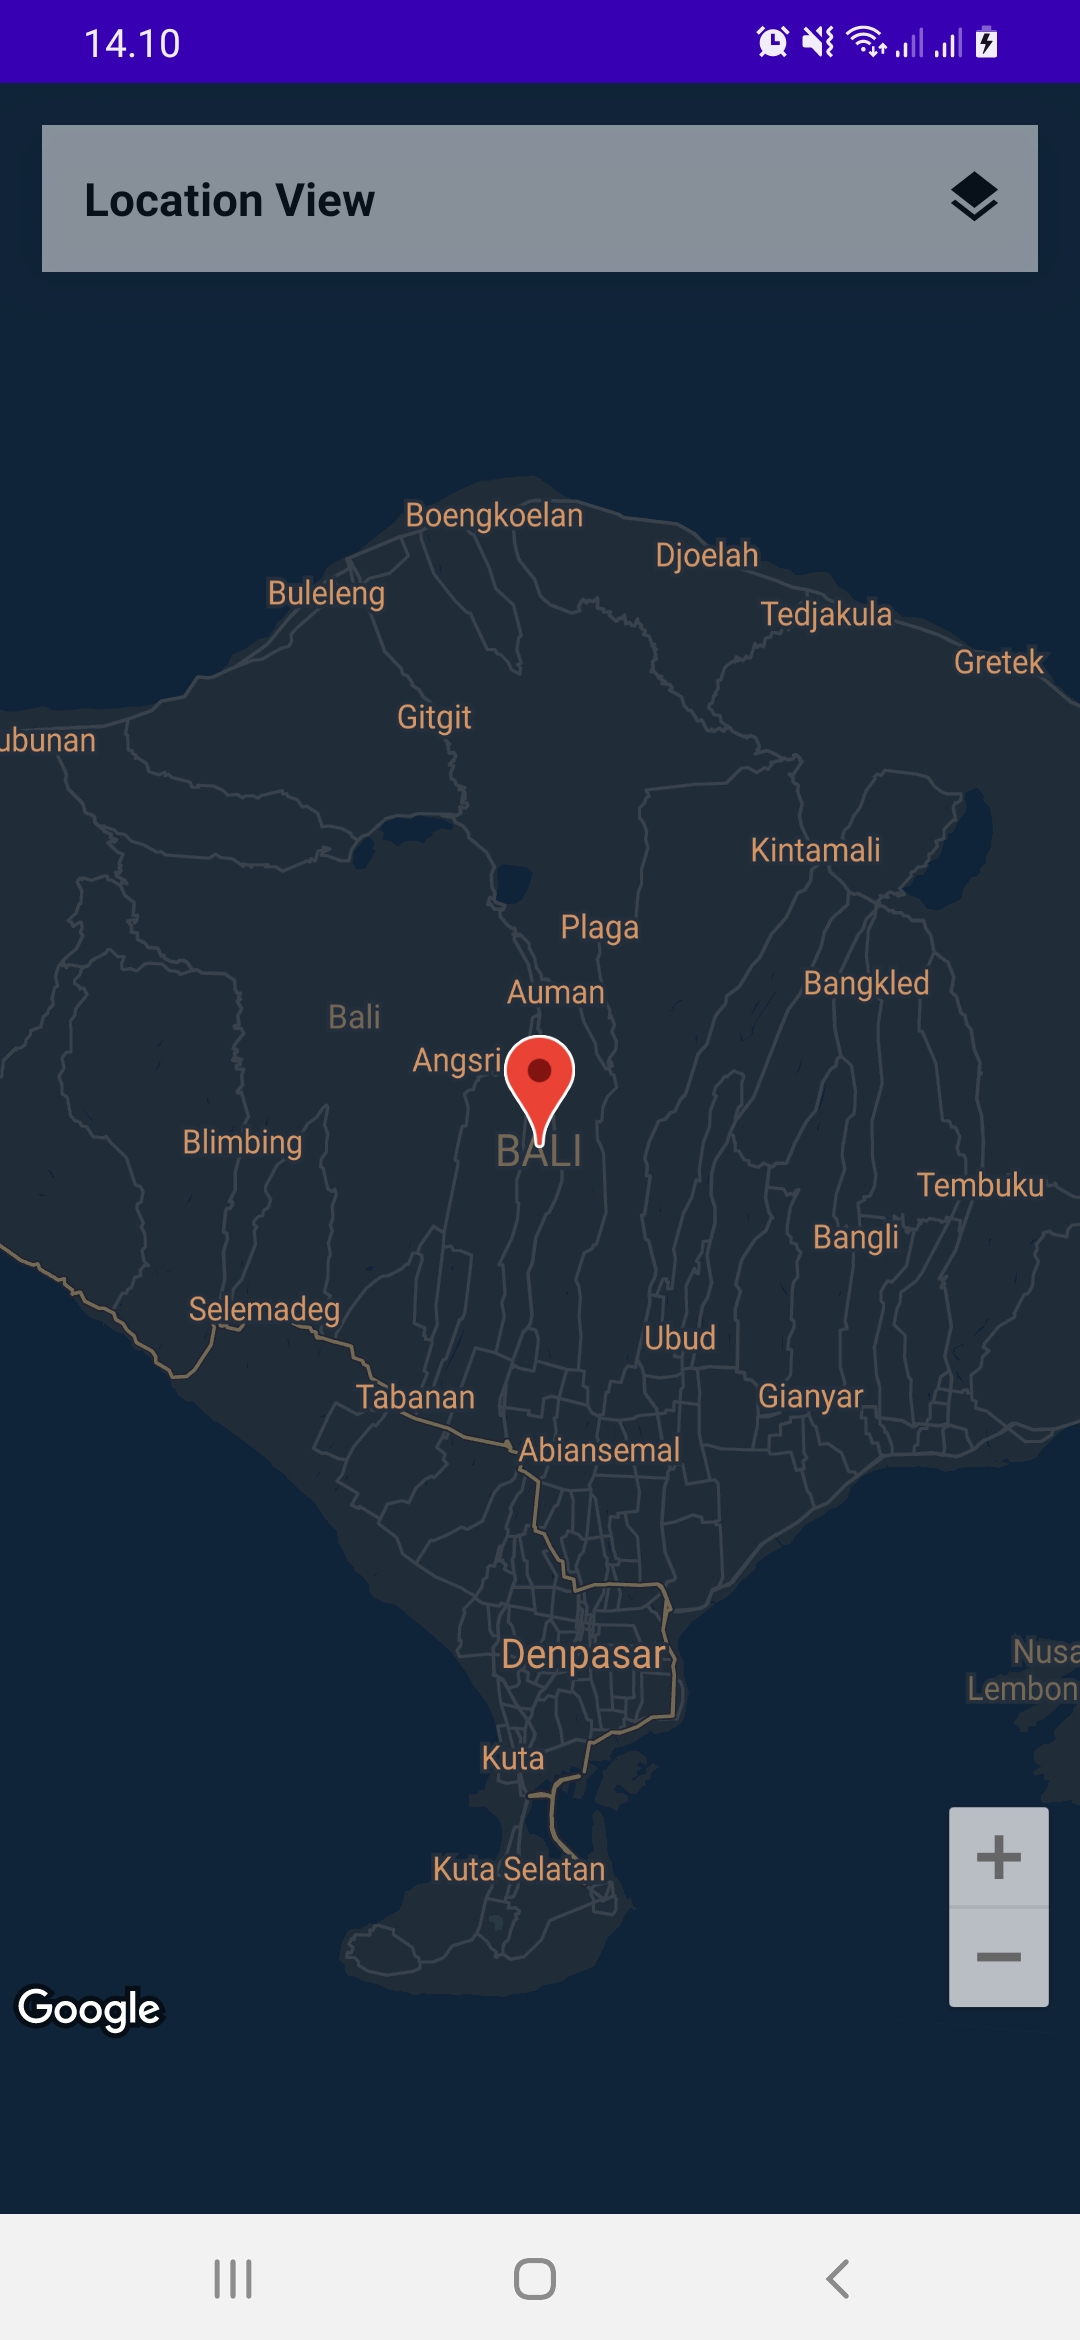 14.10
Location View
Boengkoelan
Djoelah
Buleleng
Tedjakula
Gretek
Gitgit
ubunan
Kintamali
Plaga
Bangkled
Auman
Bali
Angsri
Blimbing
BALI
Tembuku
Bangli
Selemadeg
Ubud
Tabanan
Gianyar
Abiansemal
Denpasar
Nusa
Lembon
Kuta
Kuta Selatan
Google